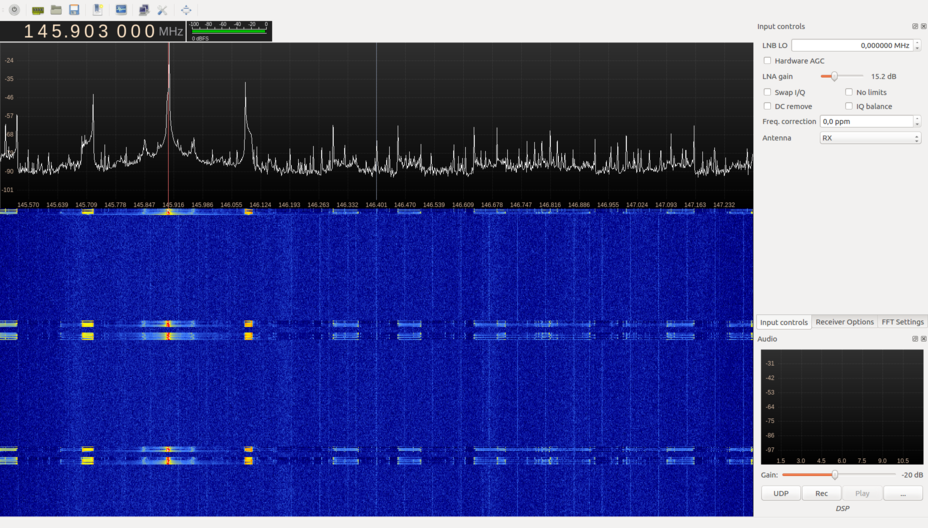 145.903 000 MHz
-100 -80 -60 -40 -20 0
0 dBFS
-24
-35
-46
-57
-68
-90
-101
145.570 145.639 145.709 145.778 145.847 145.916 145.986 146.055 146.124 146.193 146.263 146.332 146.401 146.470 146.539 146.609 146.678 146.747 146.816 146.886 146.955 147.024 147.093 147.163 147.232
Input controls
LNB LO 0,000000 MHz
Hardware AGC
LNA gain 15.2 dB
Swap I/Q No limits
DC remove IQ balance
Freq. correction 0,0 ppm
Antenna RX
Input controls Receiver Options FFT Settings
Audio
-31
-42
-53
-64
-75
-86
-97
1.5 3.0 4.5 6.0 7.5 9.0 10.5
Gain: -20 dB
UDP Rec Play ...
DSP